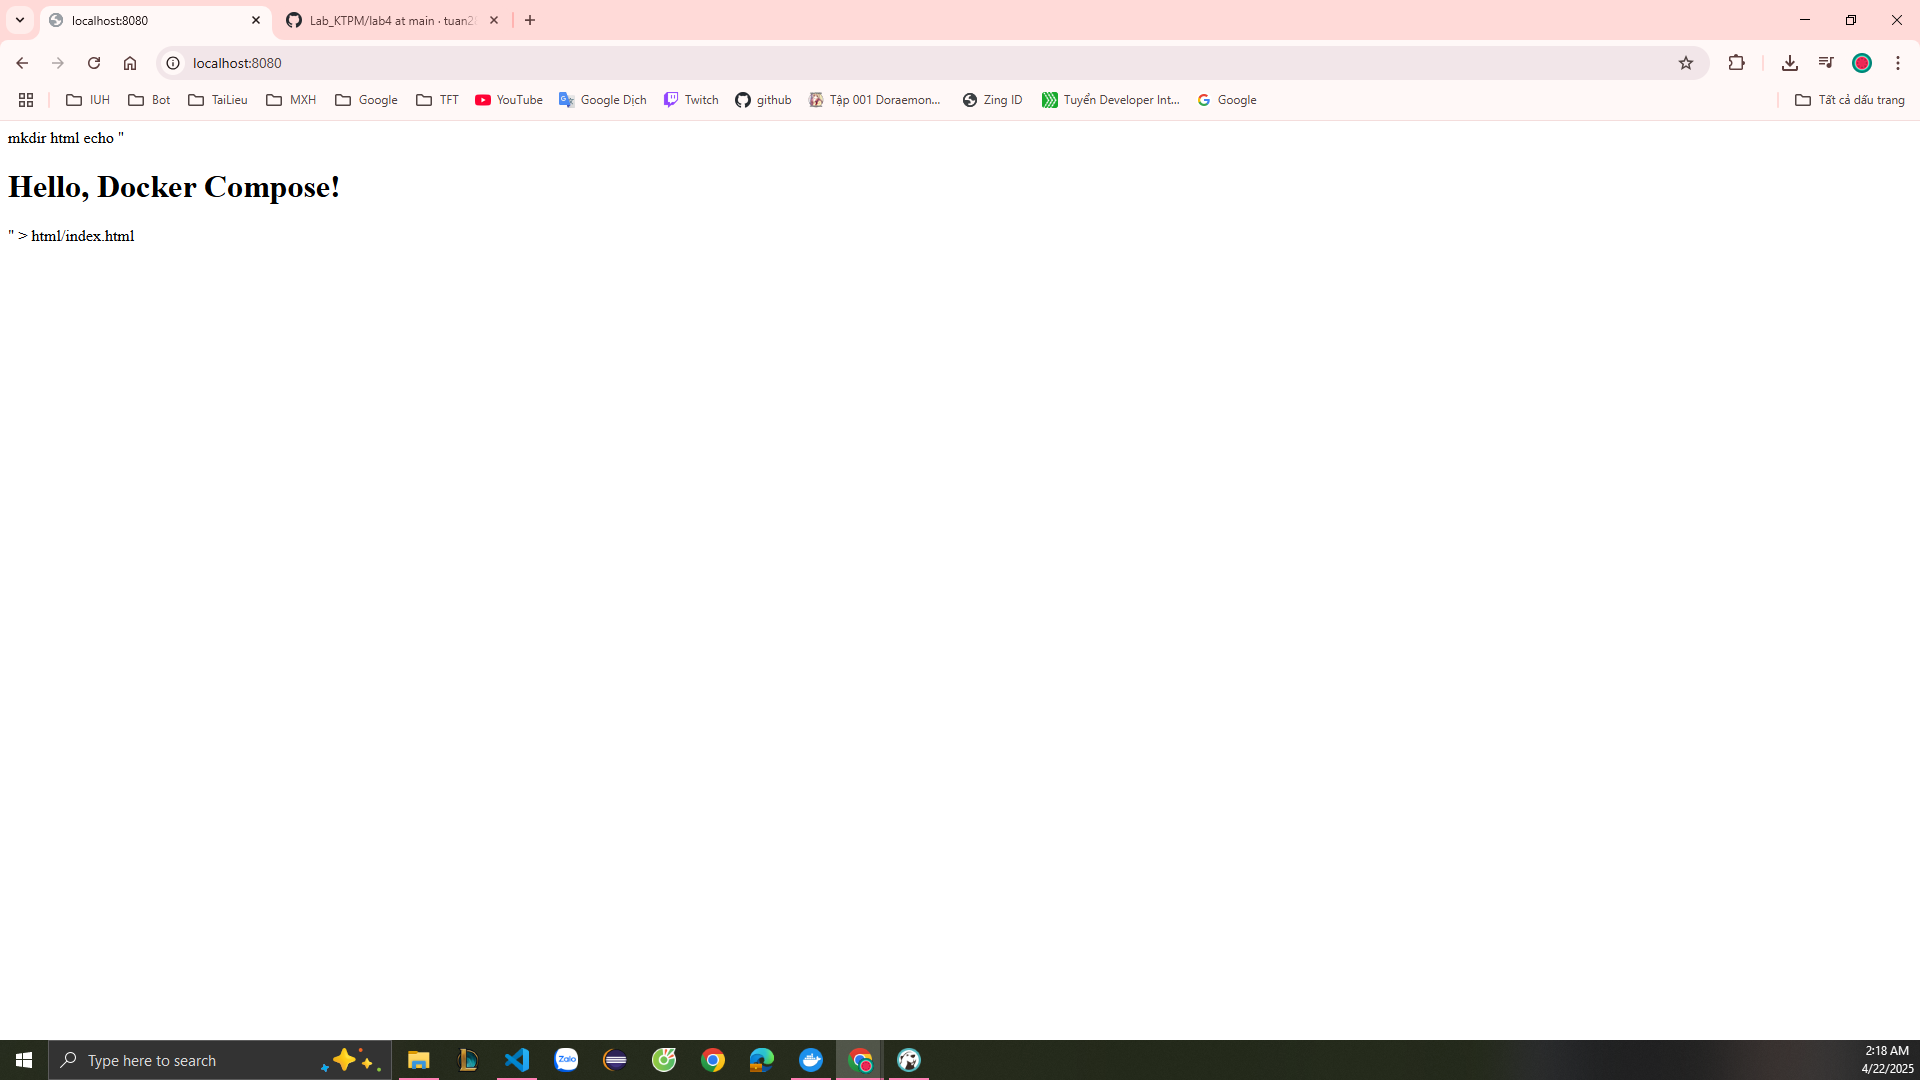 localhost:8080
Lab_KTPM/lab4 at main · tuan2
localhost:8080
IUH Bot TaiLieu MXH Google TFT YouTube Google Dịch Twitch github Tập 001 Doraemon... Zing ID Tuyển Developer Int... Google Tất cả dấu trang
mkdir html echo "
Hello, Docker Compose!
" > html/index.html
Type here to search
Zalo
2:18 AM
4/22/2025